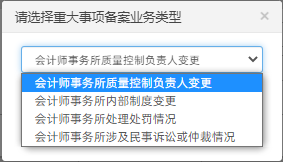 请选择重大事项备案业务类型
×
会计师事务所质量控制负责人变更
会计师事务所质量控制负责人变更
会计师事务所内部制度变更
会计师事务所处理处罚情况
会计师事务所涉及民事诉讼或仲裁情况